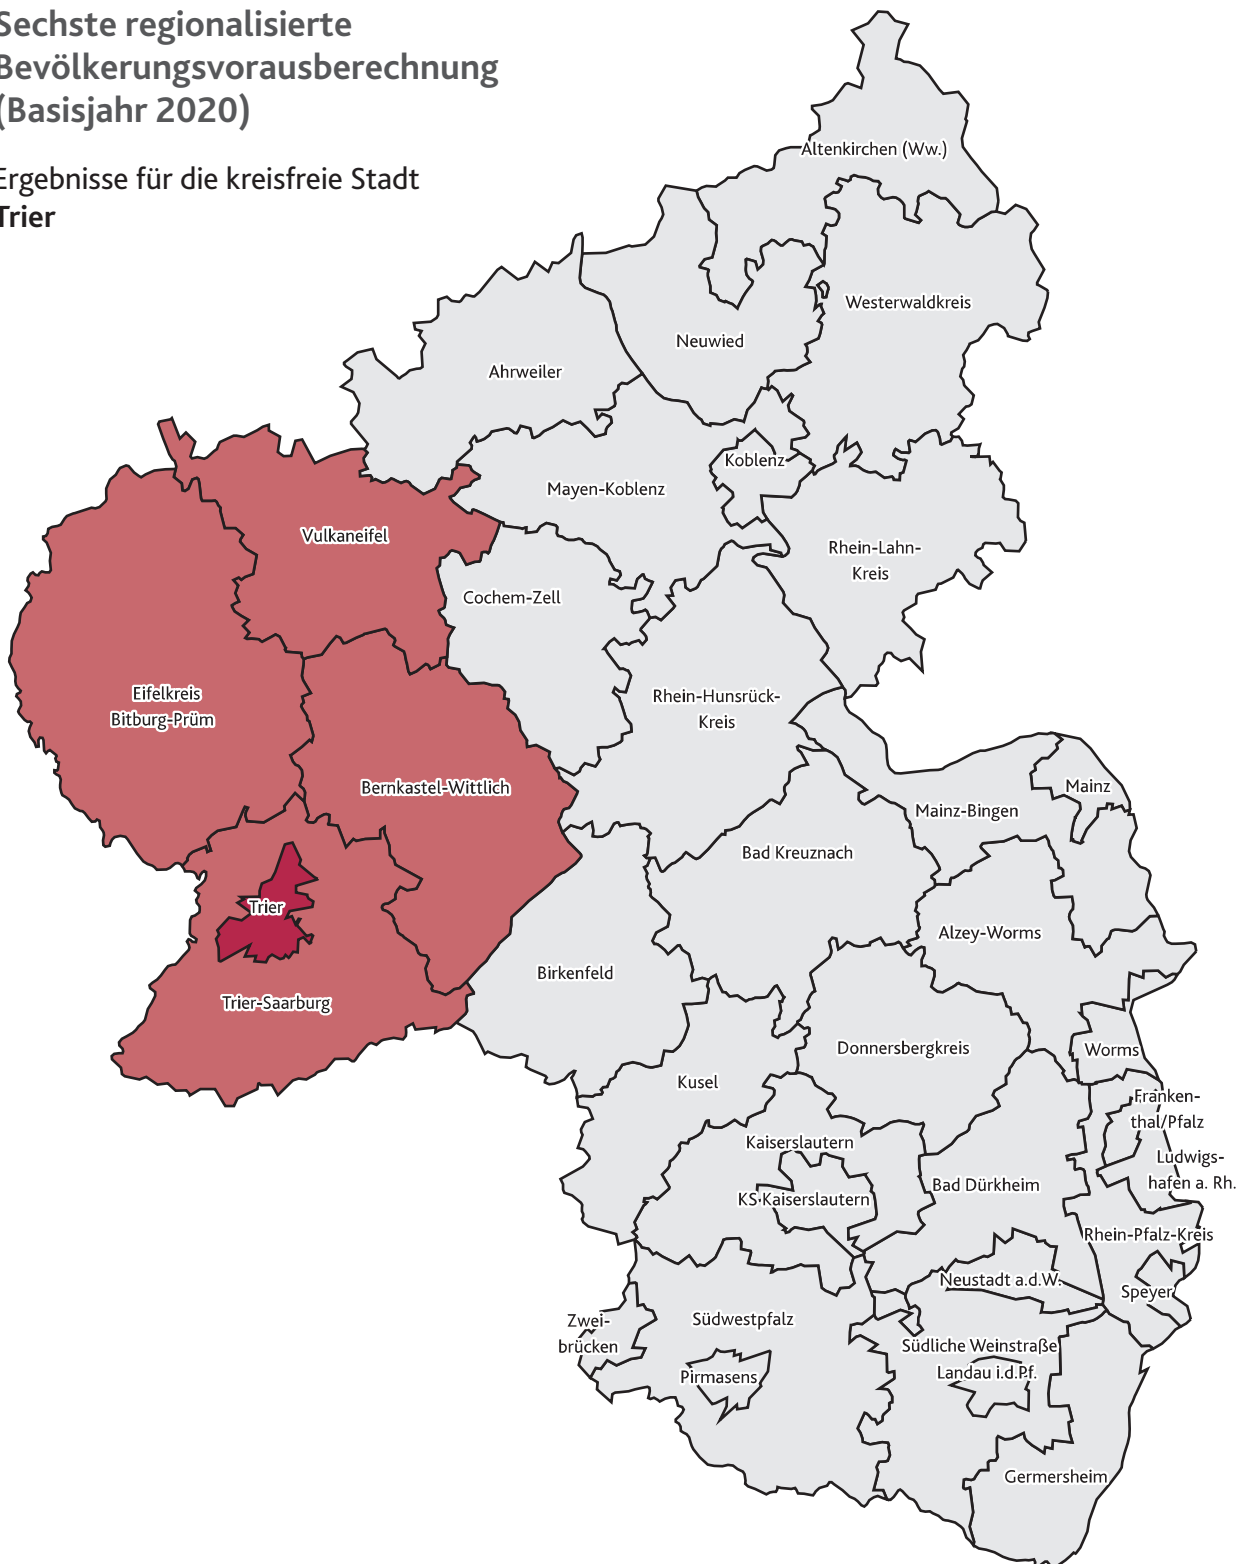 Sechste regionalisierte
Bevölkerungsvorausberechnung
(Basisjahr 2020)
Ergebnisse für die kreisfreie Stadt
Trier
Altenkirchen (Ww.)
Westerwaldkreis
Neuwied
Ahrweiler
Koblenz
Mayen-Koblenz
Vulkaneifel
Rhein-Lahn-
Kreis
Cochem-Zell
Eifelkreis
Bitburg-Prüm
Rhein-Hunsrück-
Kreis
Bernkastel-Wittlich
Mainz
Mainz-Bingen
Bad Kreuznach
Trier
Alzey-Worms
Birkenfeld
Trier-Saarburg
Donnersbergkreis
Worms
Kusel
Franken-
thal/Pfalz
Kaiserslautern
Ludwigs-
hafen a. Rh.
Bad Dürkheim
KS Kaiserslautern
Rhein-Pfalz-Kreis
Neustadt a.d.W.
Speyer
Zwei-
brücken
Südwestpfalz
Südliche Weinstraße
Landau i.d.Pf.
Pirmasens
Germersheim